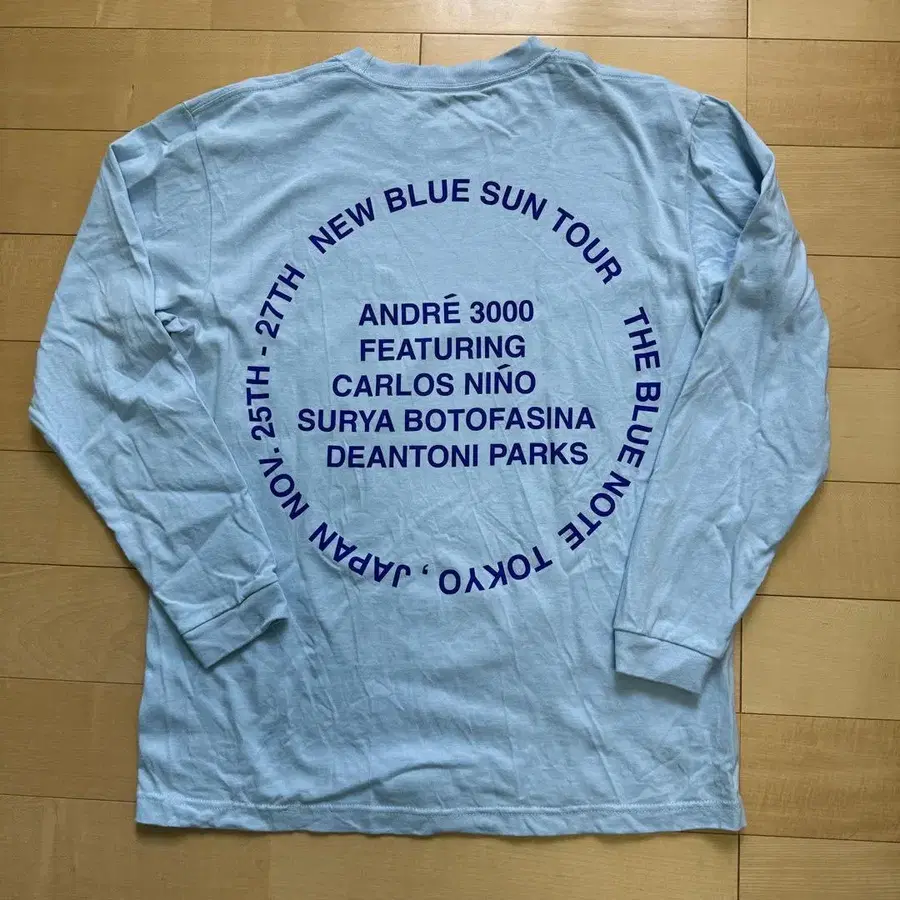 NEW BLUE SUN TOUR THE BLUE NOTE TOKYO, JAPAN NOV. 25TH - 27TH
ANDRÉ 3000
FEATURING
CARLOS NIÑO
SURYA BOTOFASINA
DEANTONI PARKS